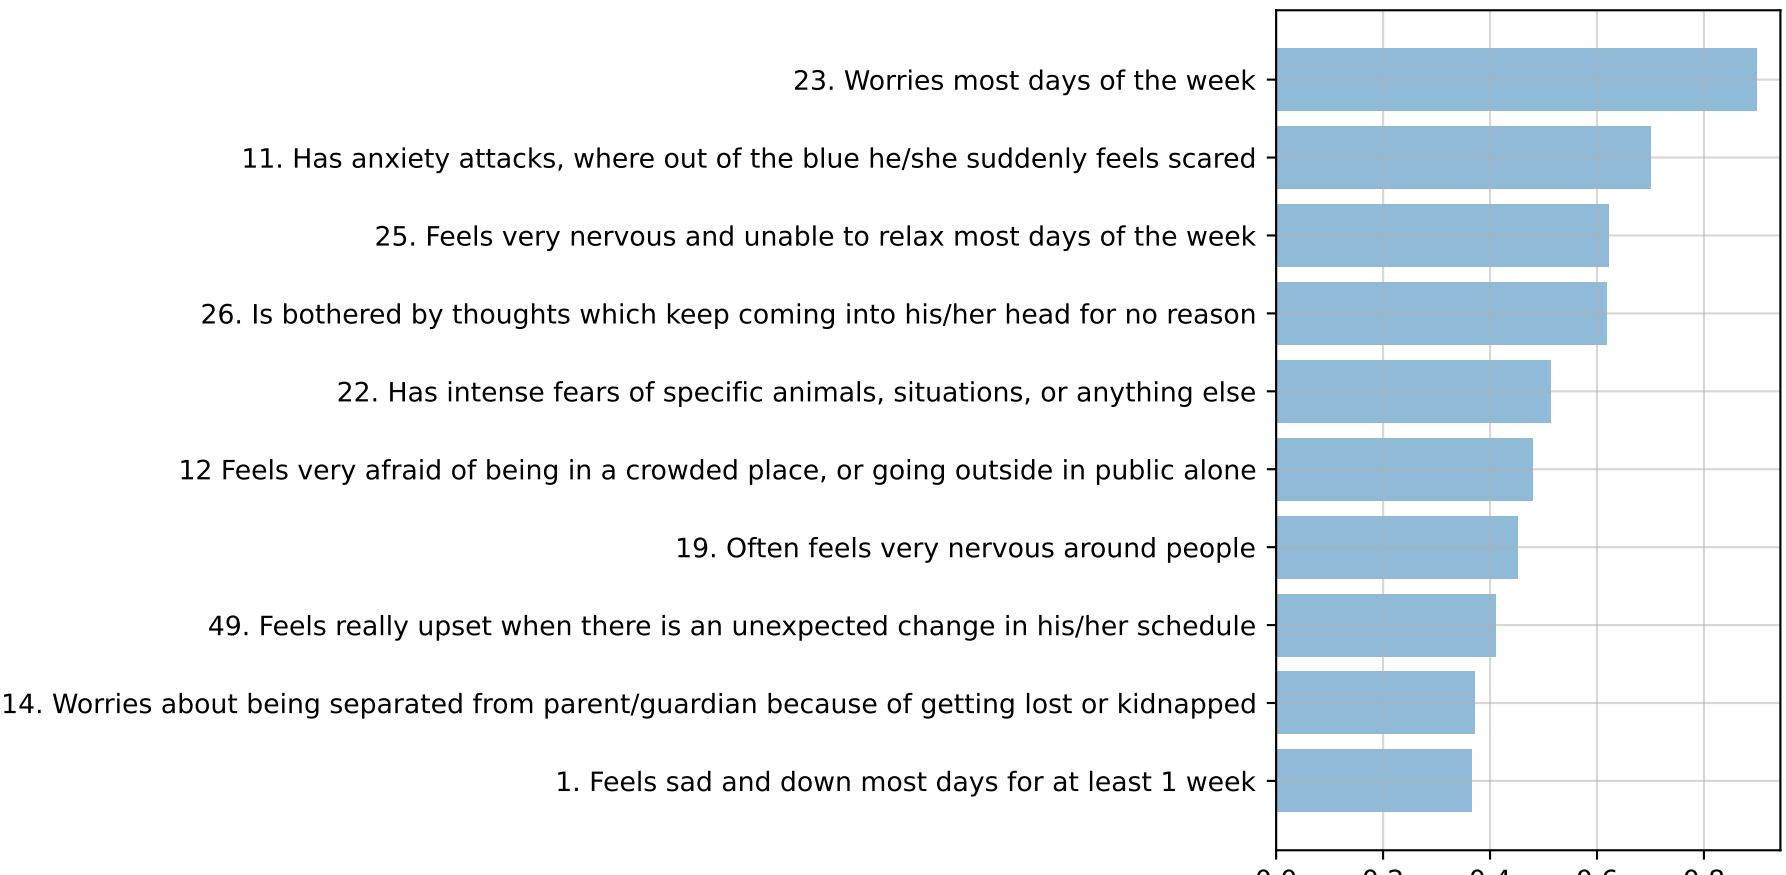 23. Worries most days of the week
11. Has anxiety attacks, where out of the blue he/she suddenly feels scared
25. Feels very nervous and unable to relax most days of the week
26. Is bothered by thoughts which keep coming into his/her head for no reason
22. Has intense fears of specific animals, situations, or anything else
12 Feels very afraid of being in a crowded place, or going outside in public alone
19. Often feels very nervous around people
49. Feels really upset when there is an unexpected change in his/her schedule
14. Worries about being separated from parent/guardian because of getting lost or kidnapped
1. Feels sad and down most days for at least 1 week